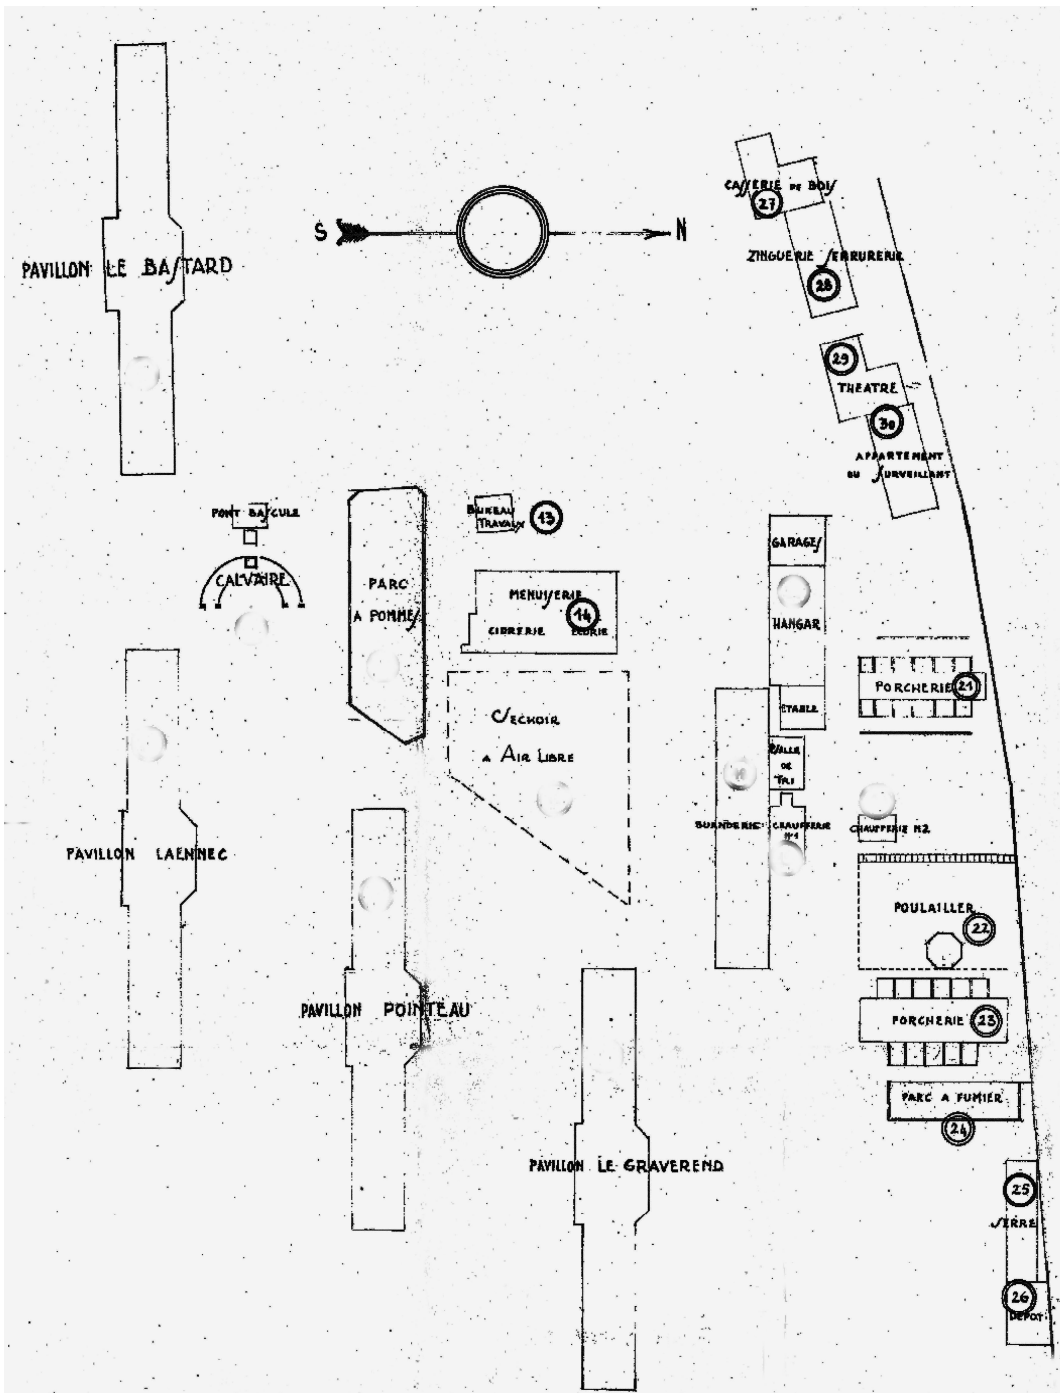 CASSERIE DE BOIS
27
S
N
ZINGUERIE SERRURERIE
28
PAVILLON LE BASTARD
29
THEATRE
30
APPARTEMENT
DU SURVEILLANT
PONT BASCULE
BUREAU
TRAVAUX
13
GARAGES
CALVAIRE
PARC
A POMMES
MENUISERIE
14
CIDRERIE ECURIE
HANGAR
PORCHERIE 21
ETABLE
SECHOIR
A AIR LIBRE
SALLE
DE
TRI
BUANDERIE
CHAUFFERIE
N°1
CHAUFFERIE N2
PAVILLON LAENNEC
POULAILLER
22
PAVILLON POINTEAU
PORCHERIE 23
PARC A FUMIER
24
PAVILLON LE GRAVEREND
25
SERRE
26
DEPOT